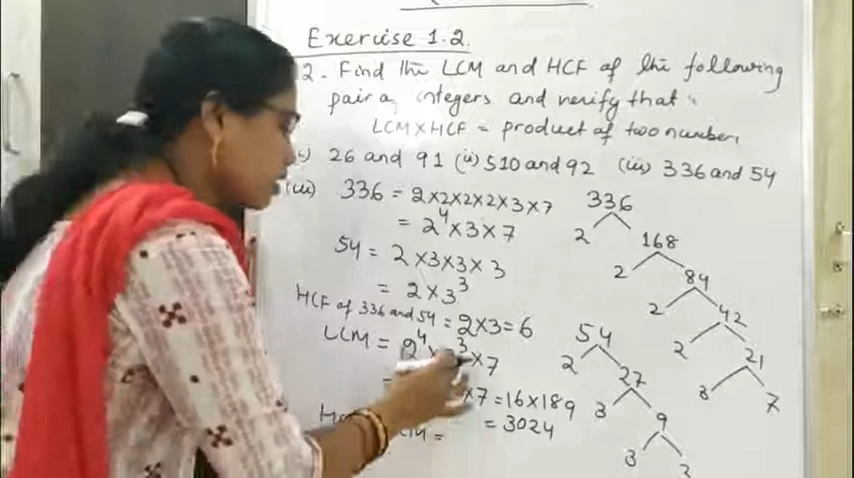 Exercise 1.2.
2. Find the LCM and HCF of the following
pair of integers and verify that
LCM×HCF = product of two number,
26 and 91 (ii) 510 and 92 (iii) 336 and 54
(iii) 336 = 2×2×2×2×3×7
= 2⁴×3×7
54 = 2×3×3×3
= 2×3³
HCF of 336 and 54 = 2×3=6
LCM = 2⁴× ³×7
×7 =16×189
= 3024
336
2 168
2 84
2 42
2 21
3 7
54
2 27
3 9
3 3